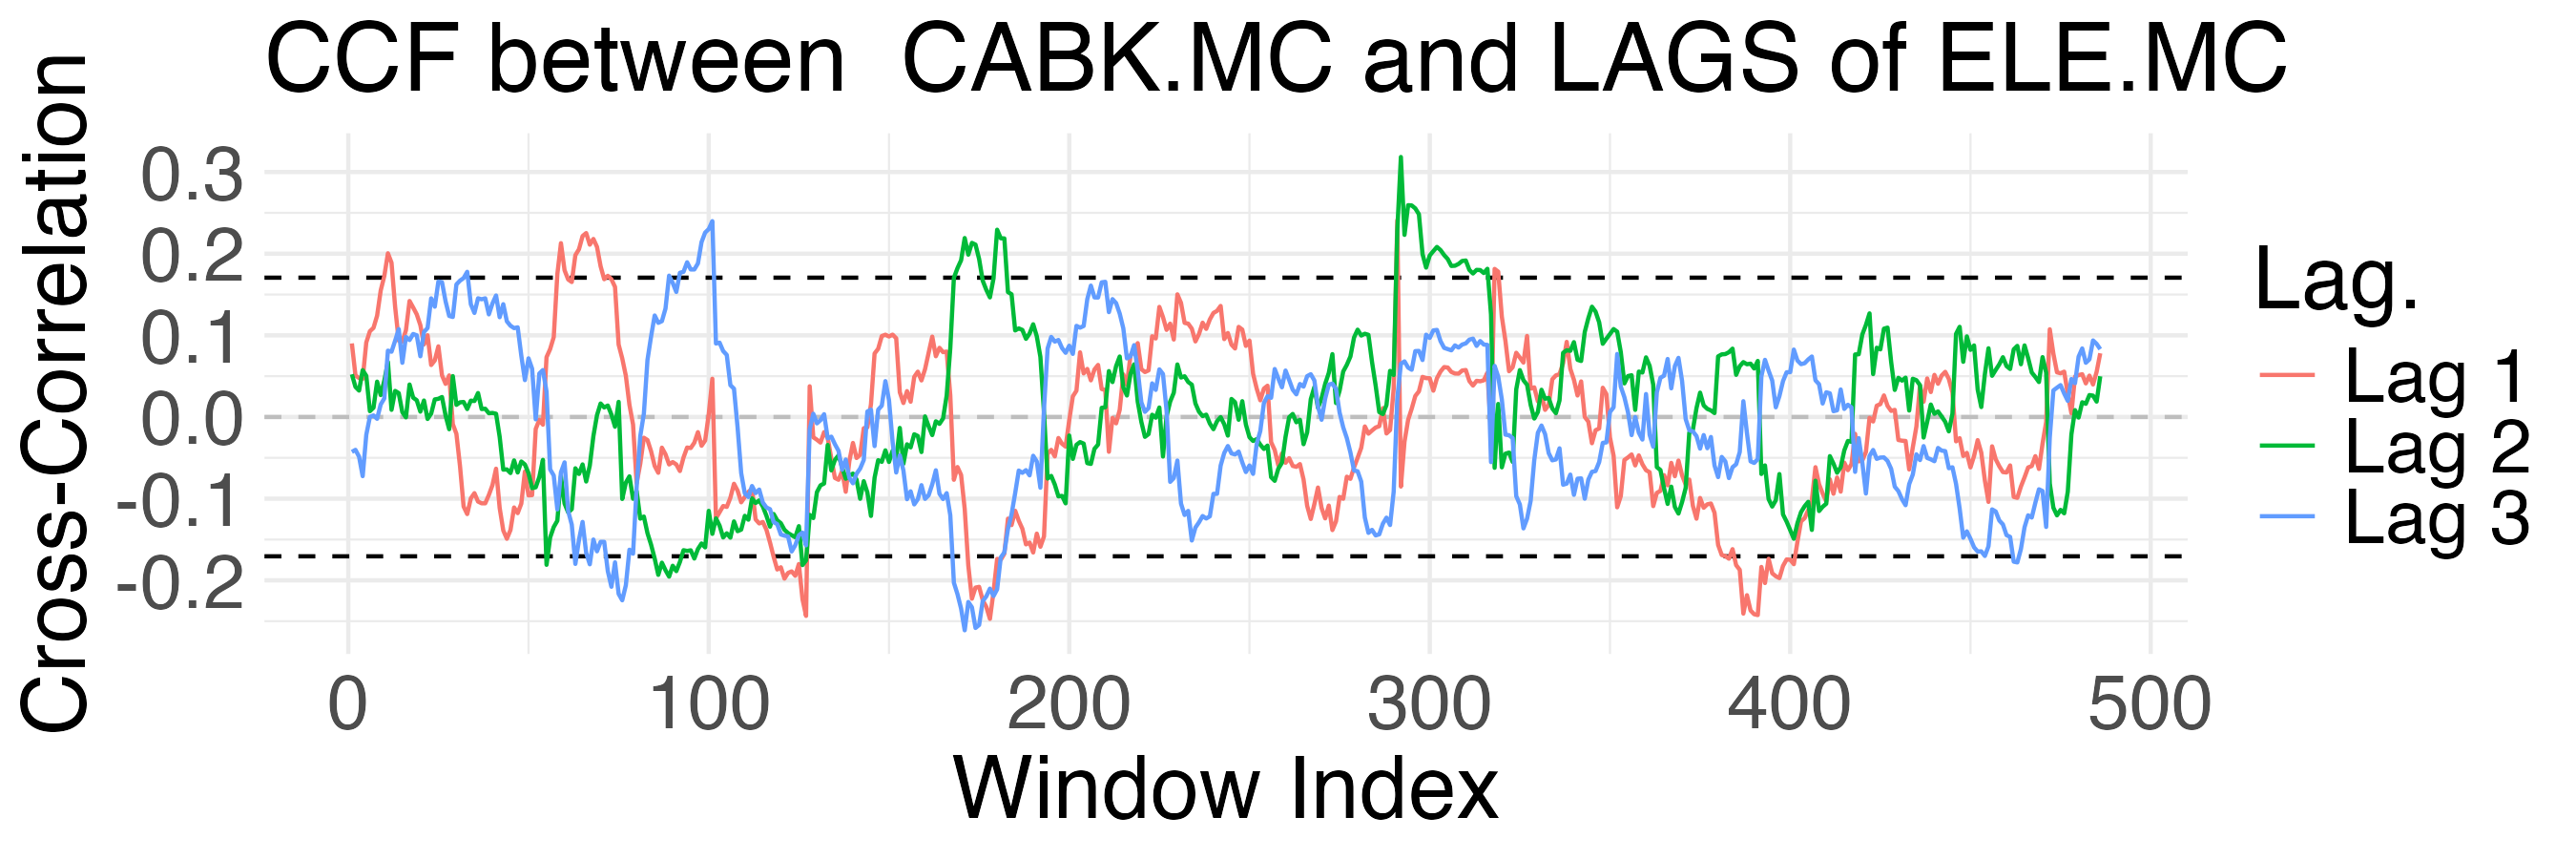 CCF between  CABK.MC and LAGS of ELE.MC
Cross-Correlation
0.3
0.2
0.1
0.0
-0.1
-0.2
0 100 200 300 400 500
Window Index
Lag.
Lag 1
Lag 2
Lag 3